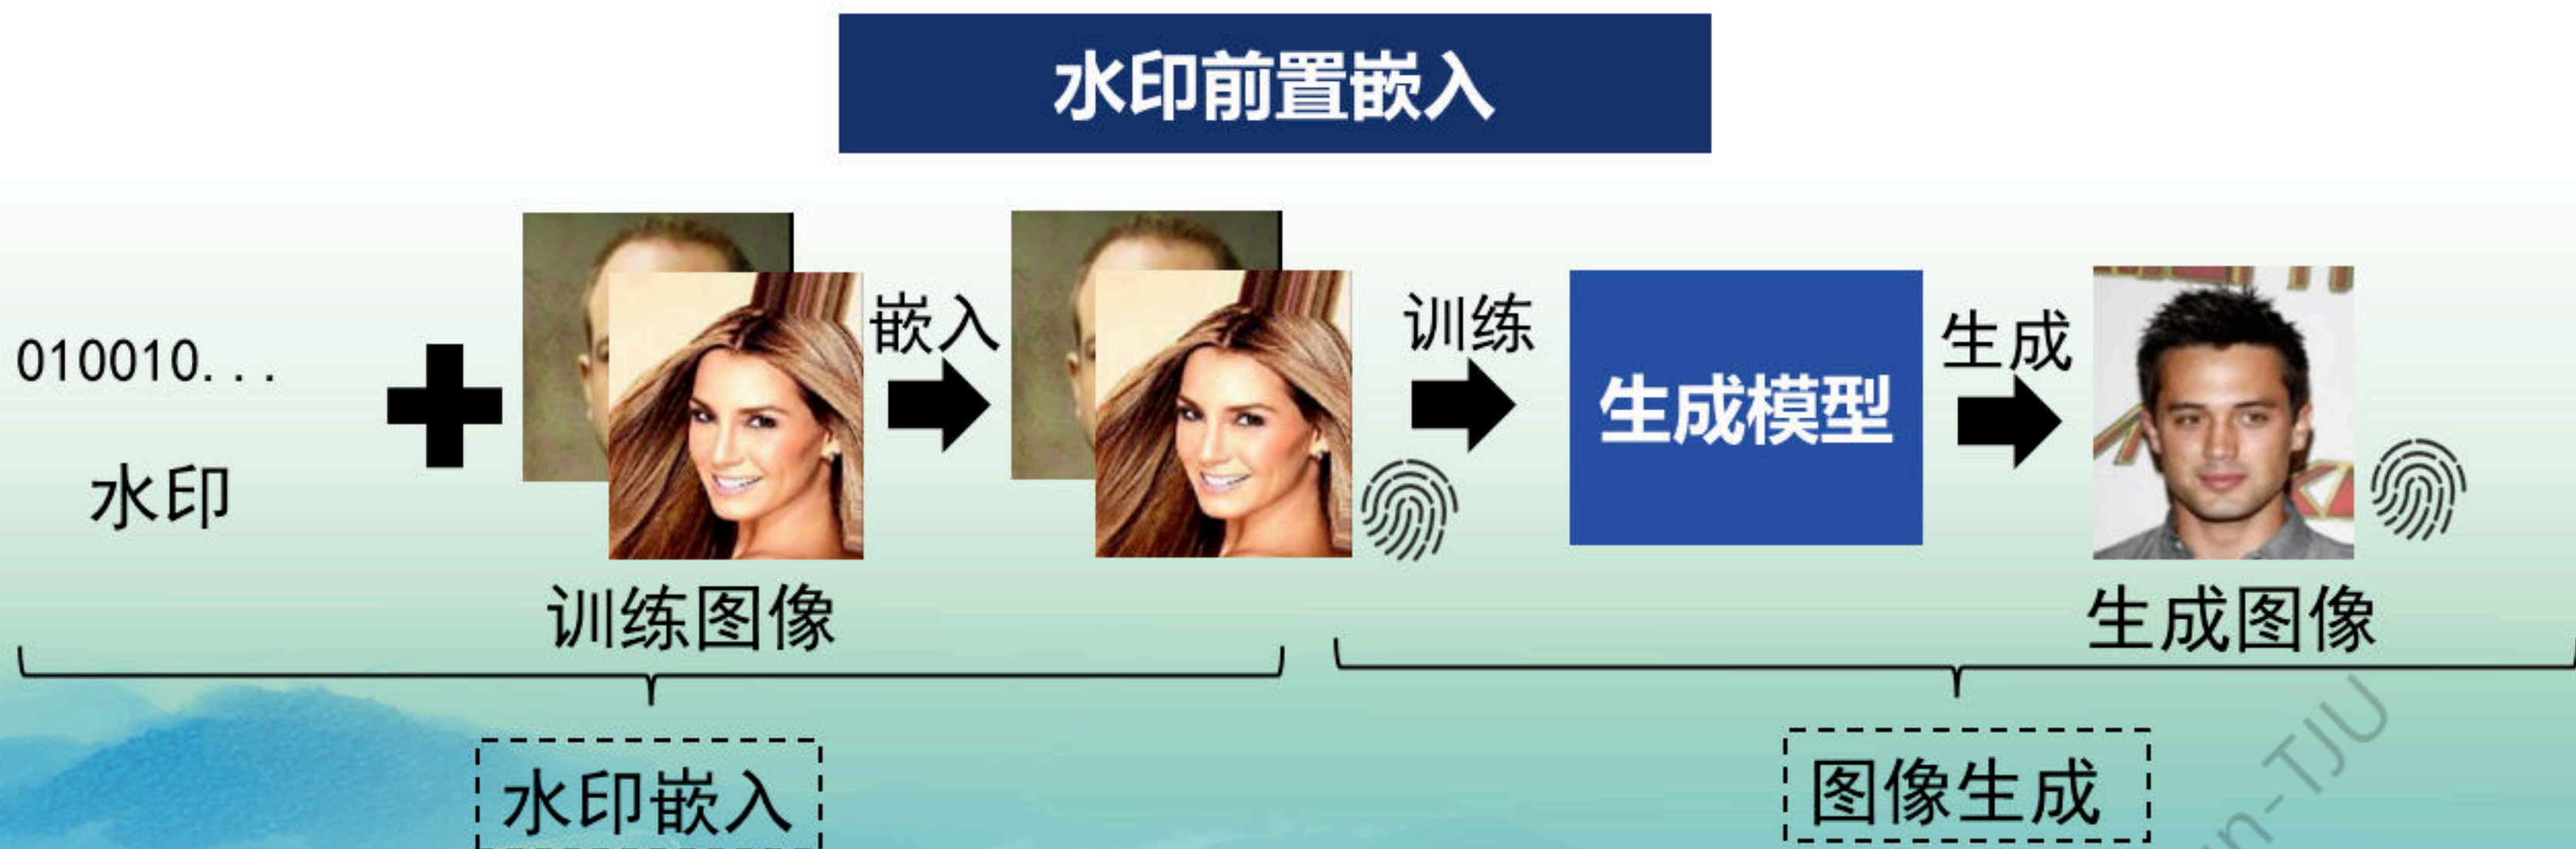 水印前置嵌入
010010...
水印
嵌入
训练
生成模型
生成
训练图像
生成图像
水印嵌入
图像生成